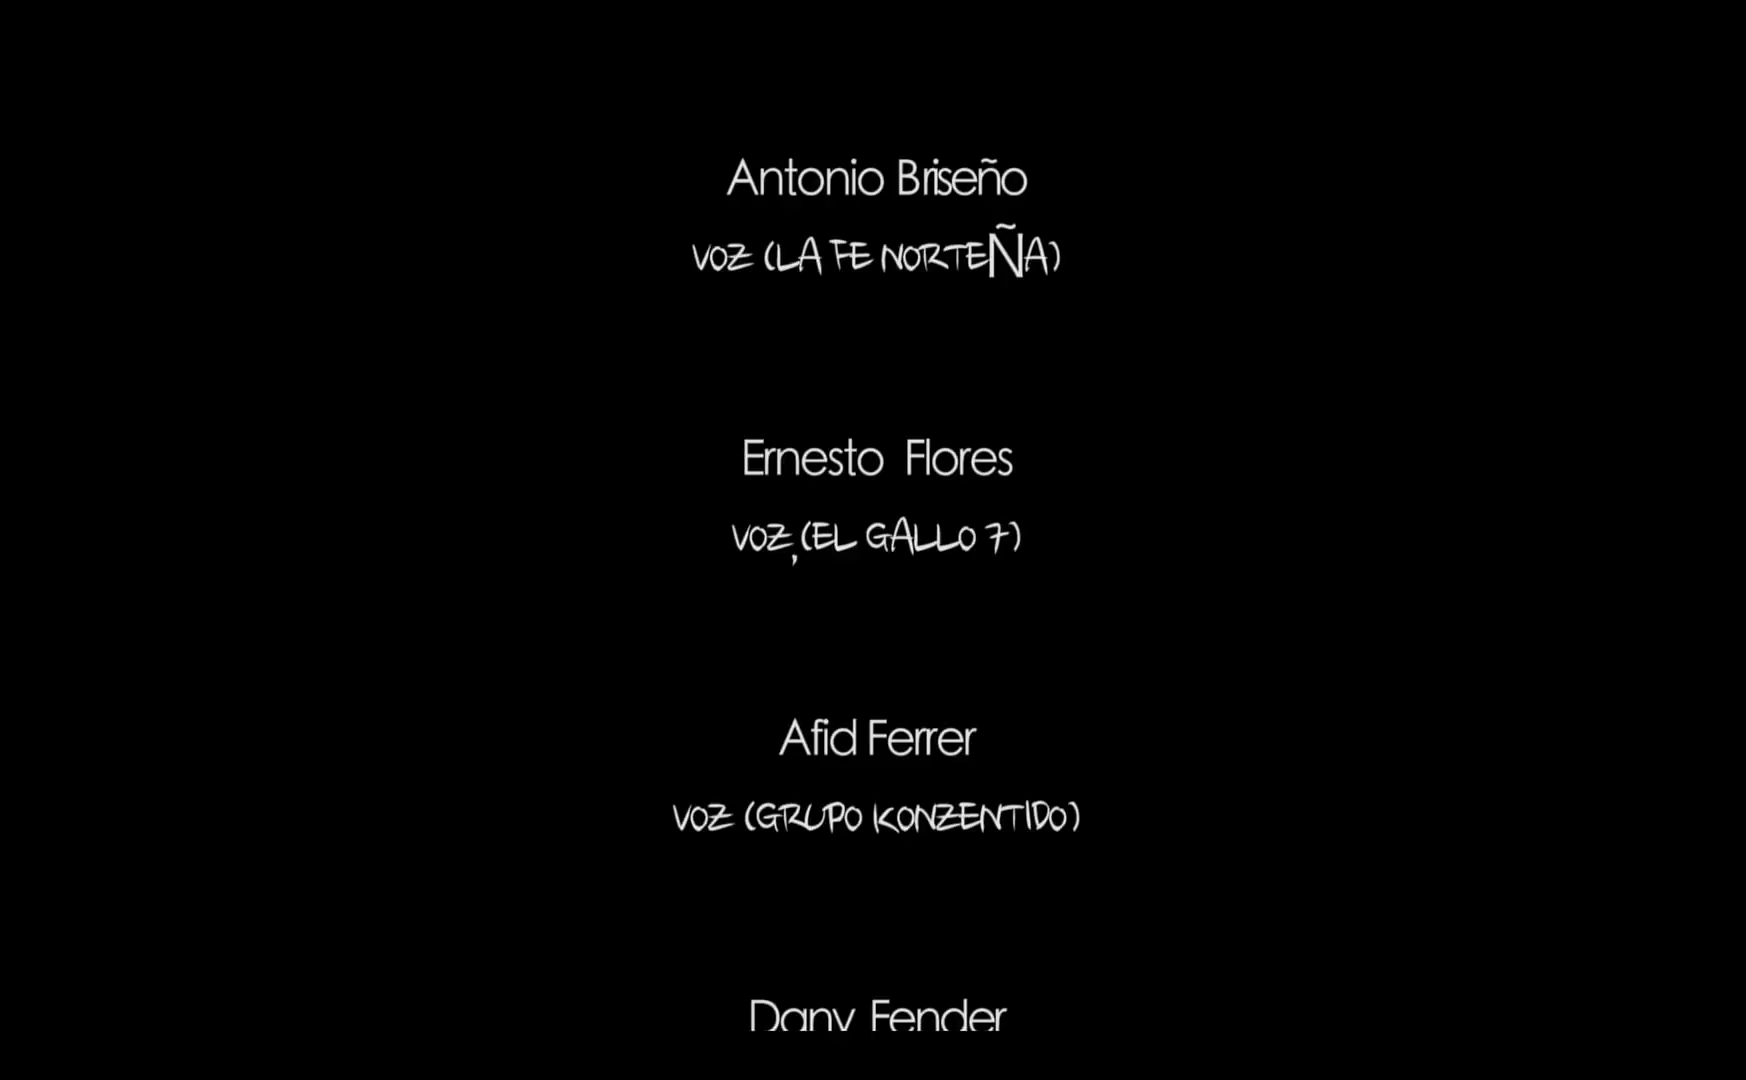 Antonio Briseño
VOZ (LA FE NORTEÑA)
Ernesto Flores
VOZ,(EL GALLO 7)
Afid Ferrer
VOZ (GRUPO KONZENTIDO)
Dany Fender